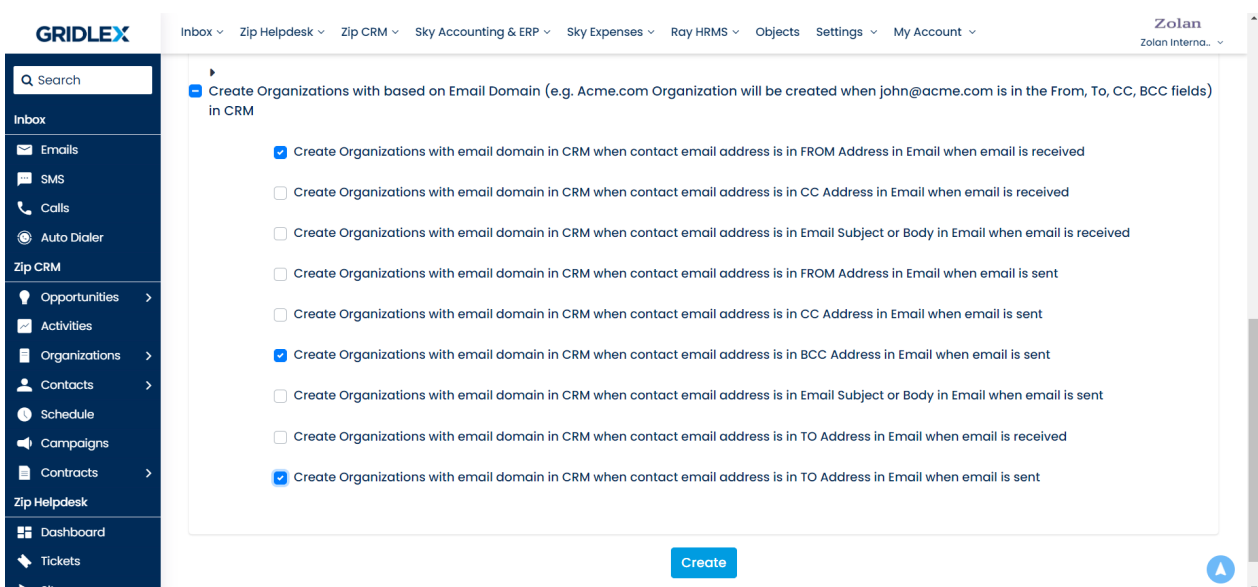 GRIDLEX
Inbox
Zip Helpdesk
Zip CRM
Sky Accounting & ERP
Sky Expenses
Ray HRMS
Objects
Settings
My Account
Zolan
Zolan Interna..
Search
Inbox
Emails
SMS
Calls
Auto Dialer
Zip CRM
Opportunities
Activities
Organizations
Contacts
Schedule
Campaigns
Contracts
Zip Helpdesk
Dashboard
Tickets
Create Organizations with based on Email Domain (e.g. Acme.com Organization will be created when john@acme.com is in the From, To, CC, BCC fields)
in CRM
Create Organizations with email domain in CRM when contact email address is in FROM Address in Email when email is received
Create Organizations with email domain in CRM when contact email address is in CC Address in Email when email is received
Create Organizations with email domain in CRM when contact email address is in Email Subject or Body in Email when email is received
Create Organizations with email domain in CRM when contact email address is in FROM Address in Email when email is sent
Create Organizations with email domain in CRM when contact email address is in CC Address in Email when email is sent
Create Organizations with email domain in CRM when contact email address is in BCC Address in Email when email is sent
Create Organizations with email domain in CRM when contact email address is in Email Subject or Body in Email when email is sent
Create Organizations with email domain in CRM when contact email address is in TO Address in Email when email is received
Create Organizations with email domain in CRM when contact email address is in TO Address in Email when email is sent
Create